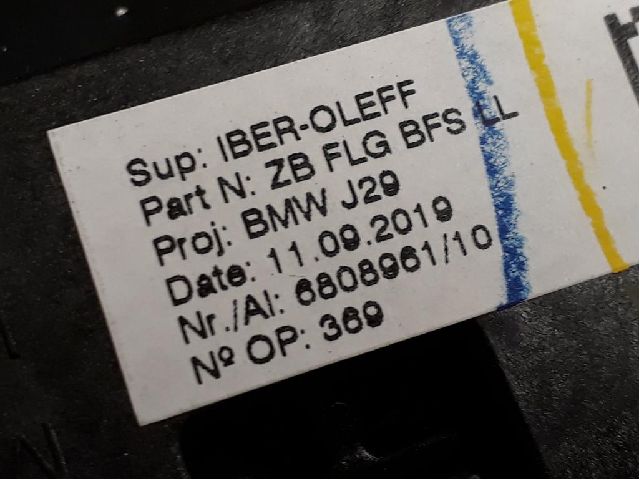 Sup: IBER-OLEFF
Part N: ZB FLG BFS LL
Proj: BMW J29
Date: 11.09.2019
Nr./Al: 6808961/10
Nº OP: 369